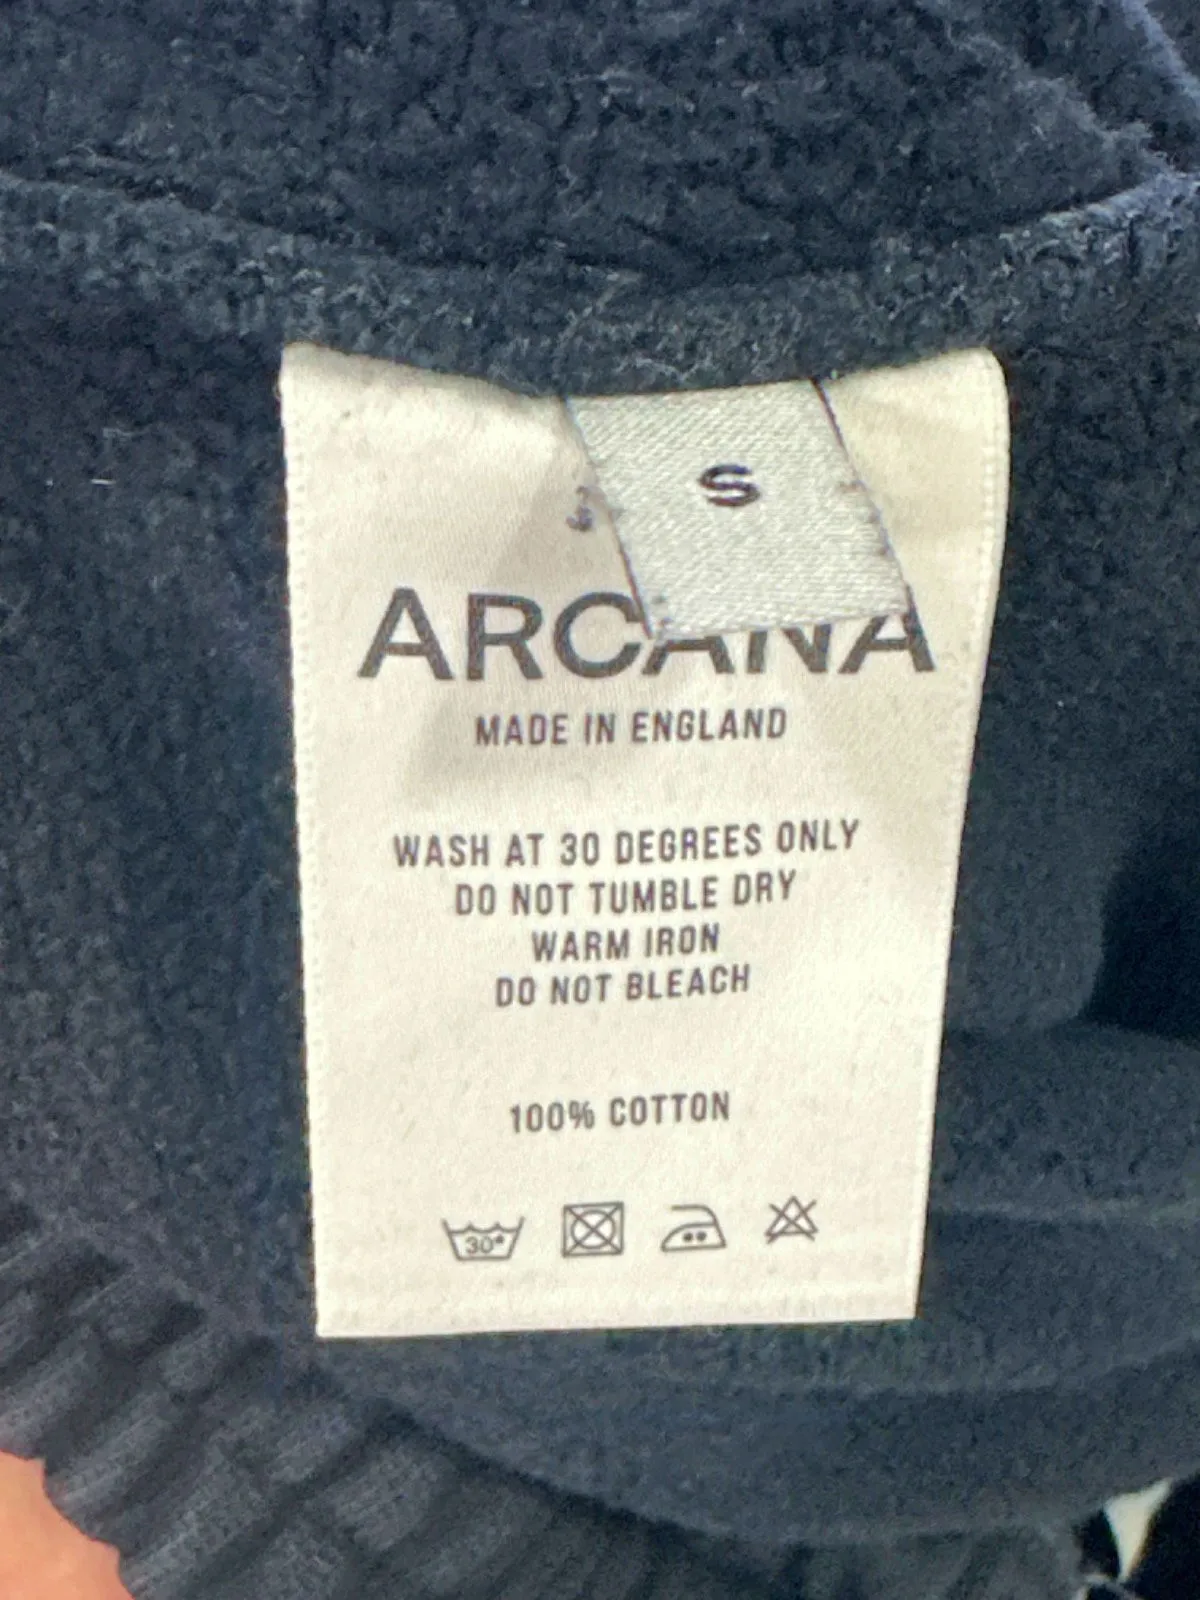 S
ARCANA
MADE IN ENGLAND
WASH AT 30 DEGREES ONLY
DO NOT TUMBLE DRY
WARM IRON
DO NOT BLEACH
100% COTTON
30°